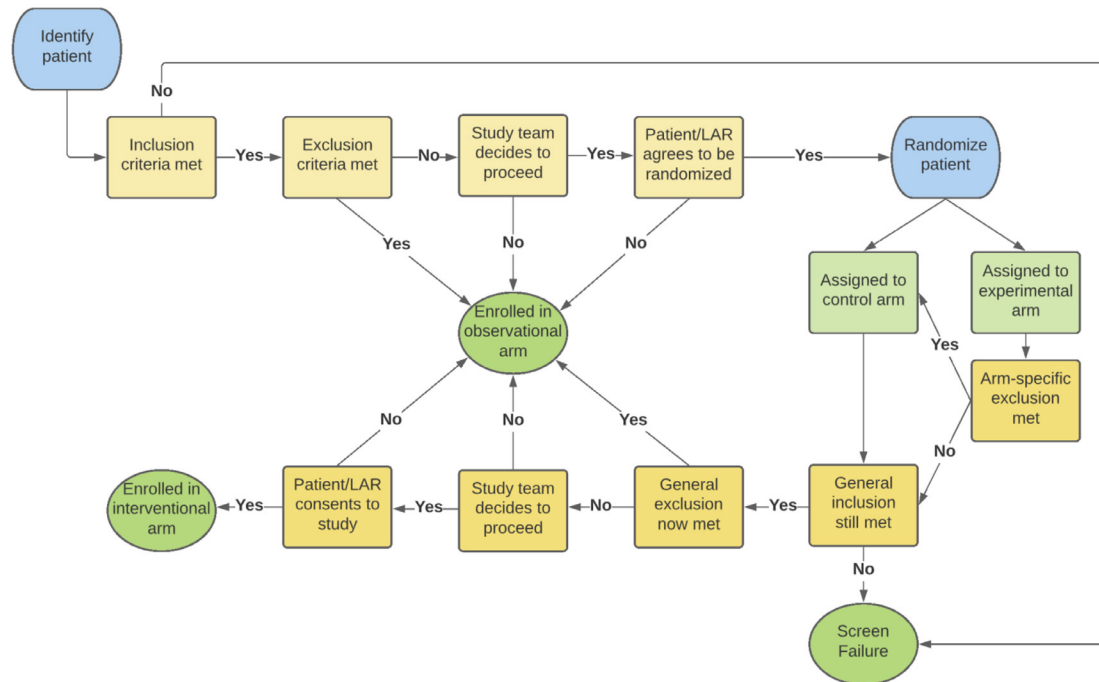 Identify
patient
No
Inclusion
criteria met
Yes
Exclusion
criteria met
No
Study team
decides to
proceed
Yes
Patient/LAR
agrees to be
randomized
Yes
Randomize
patient
Yes
No
No
Assigned to
control arm
Assigned to
experimental
arm
Enrolled in
observational
arm
Yes
Arm-specific
exclusion
met
No
No
No
Yes
Enrolled in
interventional
arm
Yes
Patient/LAR
consents to
study
Yes
Study team
decides to
proceed
No
General
exclusion
now met
Yes
General
inclusion
still met
No
Screen
Failure